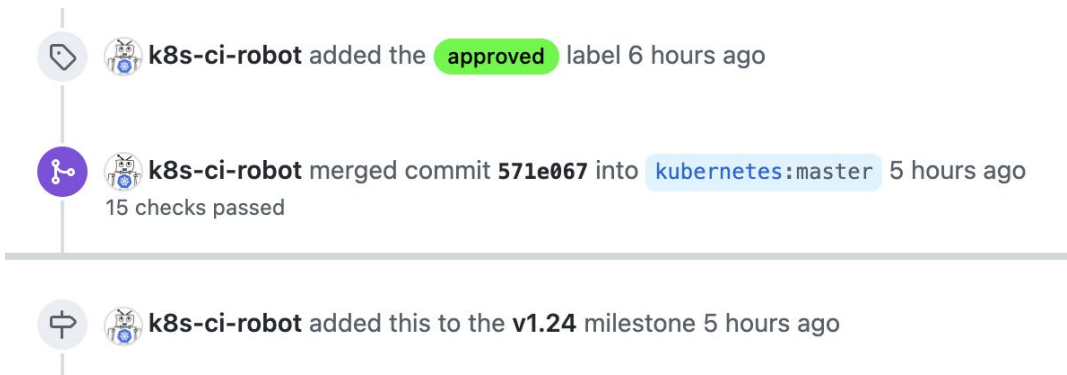 k8s-ci-robot added the approved label 6 hours ago
k8s-ci-robot merged commit 571e067 into kubernetes:master 5 hours ago
15 checks passed
k8s-ci-robot added this to the v1.24 milestone 5 hours ago